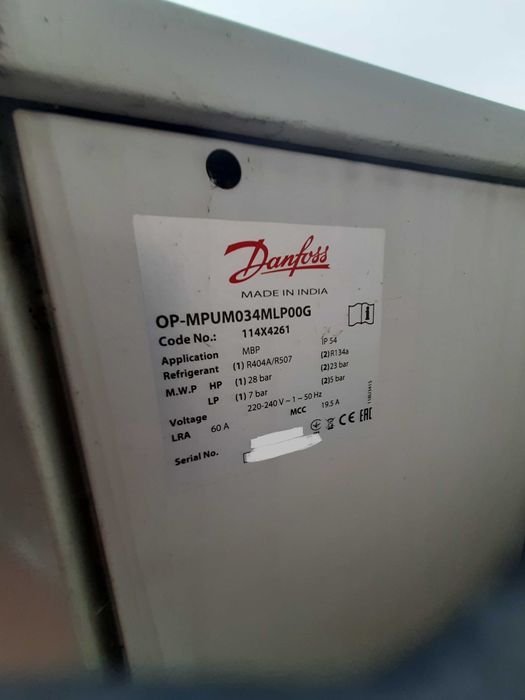 Danfoss
MADE IN INDIA
OP-MPUM034MLP00G
Code No.: 114X4261
Application MBP IP 54
Refrigerant (1) R404A/R507 (2)R134a
M.W.P HP (1) 28 bar (2)23 bar
LP (1) 7 bar (2)5 bar
Voltage 220-240 V ~ 1 ~ 50 Hz
LRA 60 A MCC 19.5 A
Serial No.
CE EAC